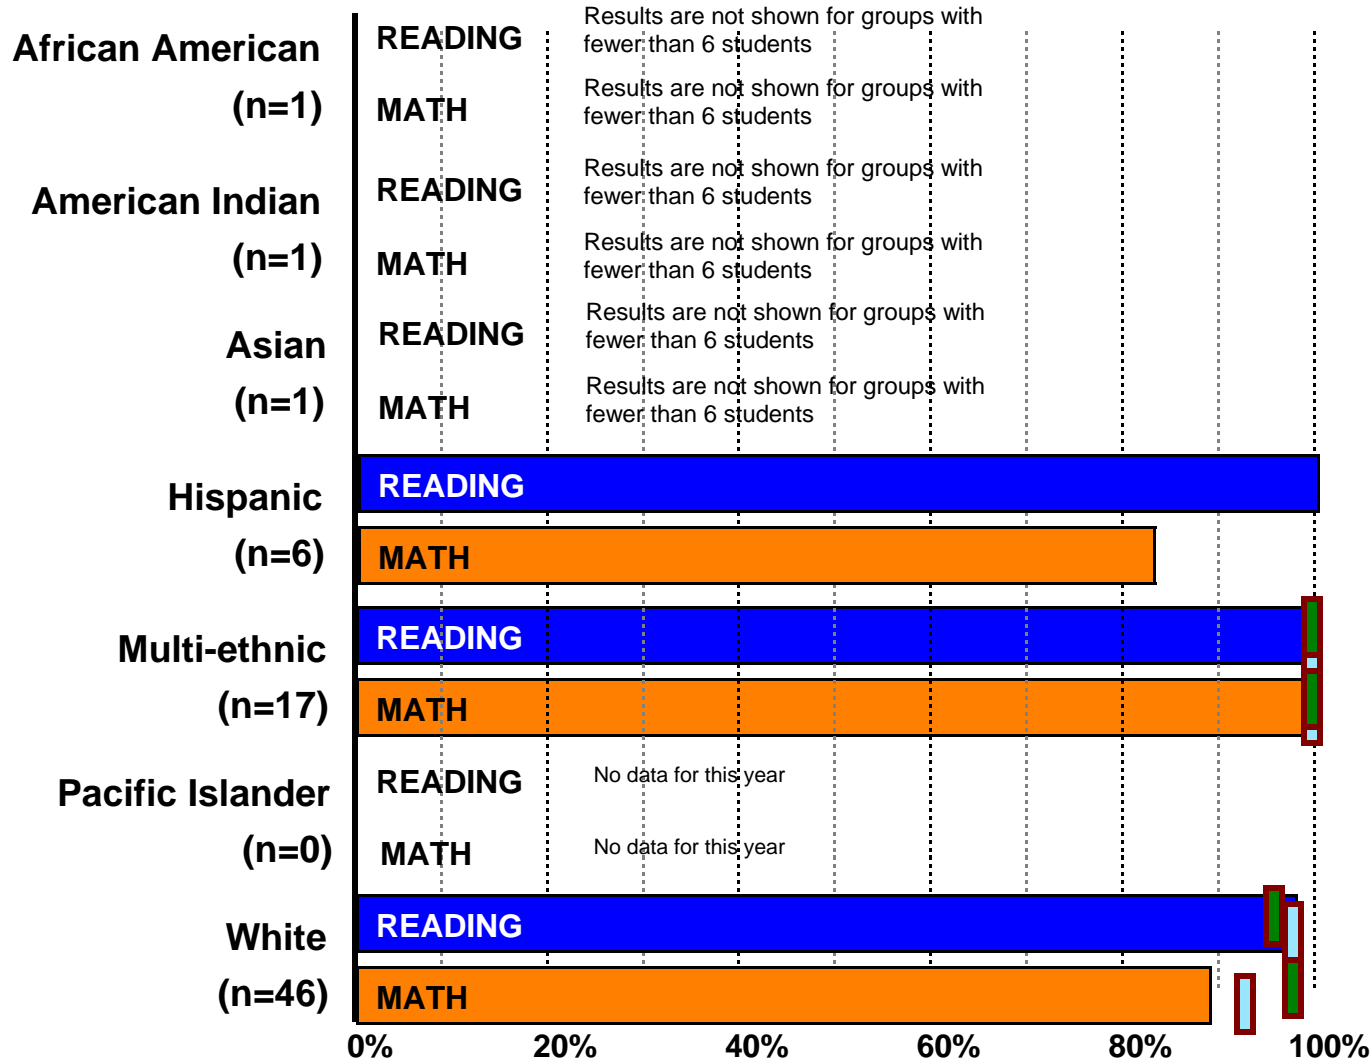 African American
(n=1)
READING
Results are not shown for groups with
fewer than 6 students
MATH
Results are not shown for groups with
fewer than 6 students
American Indian
(n=1)
READING
Results are not shown for groups with
fewer than 6 students
MATH
Results are not shown for groups with
fewer than 6 students
Asian
(n=1)
READING
Results are not shown for groups with
fewer than 6 students
MATH
Results are not shown for groups with
fewer than 6 students
Hispanic
(n=6)
READING
MATH
Multi-ethnic
(n=17)
READING
MATH
Pacific Islander
(n=0)
READING
No data for this year
MATH
No data for this year
White
(n=46)
READING
MATH
0% 20% 40% 60% 80% 100%